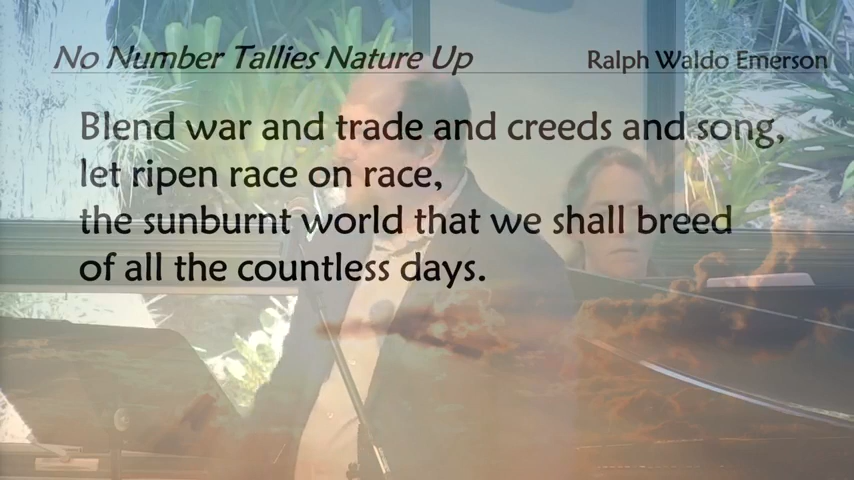 No Number Tallies Nature Up Ralph Waldo Emerson
Blend war and trade and creeds and song,
let ripen race on race,
the sunburnt world that we shall breed
of all the countless days.